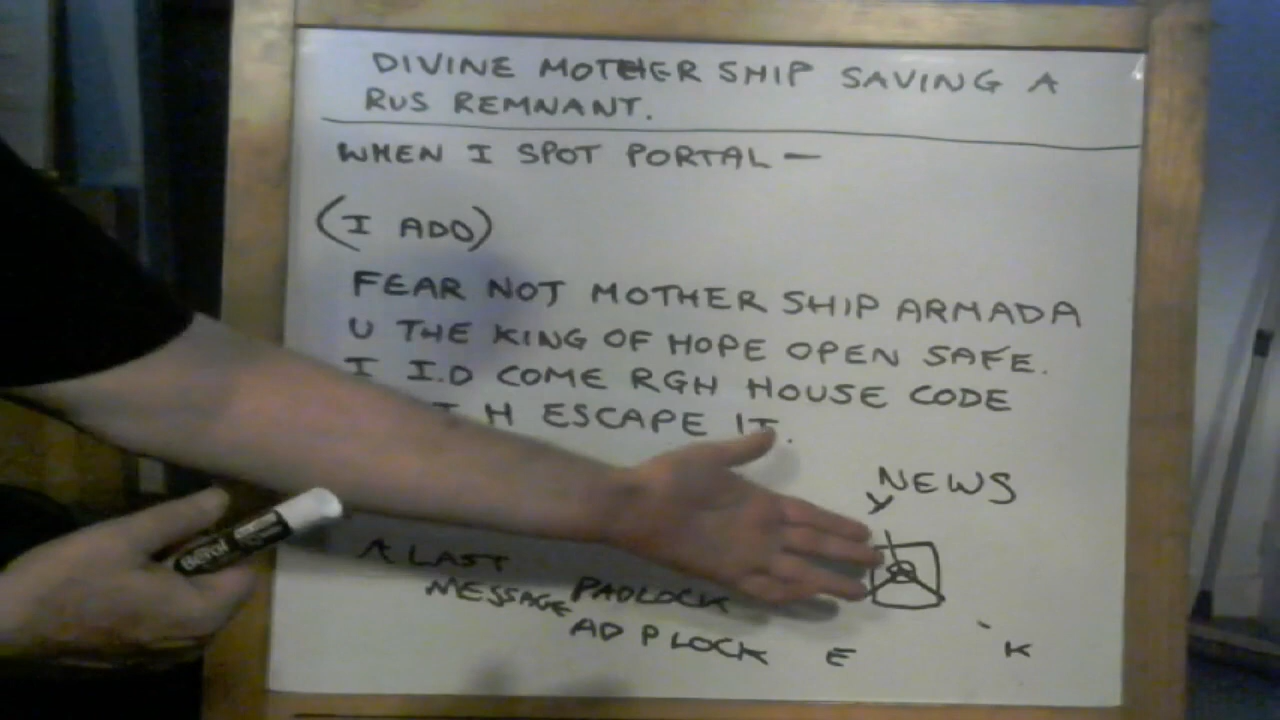 DIVINE MOTHER SHIP SAVING A
RUS REMNANT.
WHEN I SPOT PORTAL —
(I ADD)
FEAR NOT MOTHER SHIP ARMADA
U THE KING OF HOPE OPEN SAFE.
I I.D COME RGH HOUSE CODE
H ESCAPE IT.
NEWS
Y
A LAST
MESSAGE PADLOCK
AD P LOCK E K